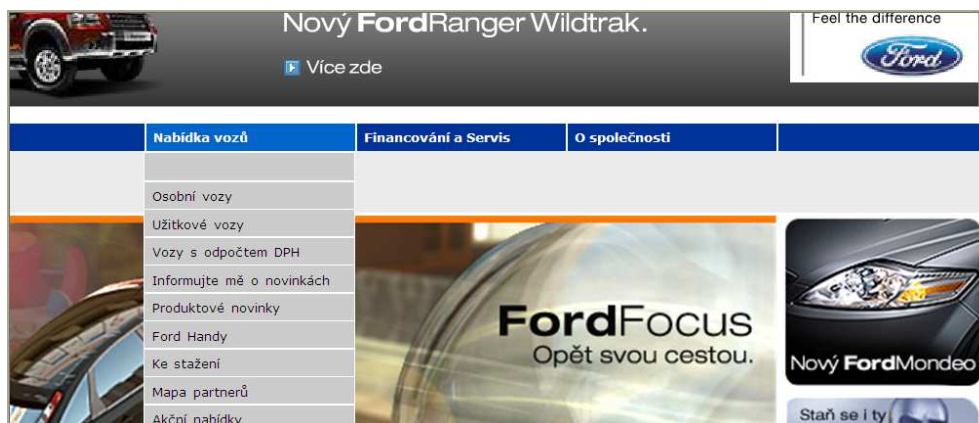 Nový FordRanger Wildtrak.
Více zde
Feel the difference
Ford
Nabídka vozů
Financování a Servis
O společnosti
Osobní vozy
Užitkové vozy
Vozy s odpočtem DPH
Informujte mě o novinkách
Produktové novinky
Ford Handy
Ke stažení
Mapa partnerů
Akční nabídky
FordFocus
Opět svou cestou.
Nový FordMondeo
Staň se i ty